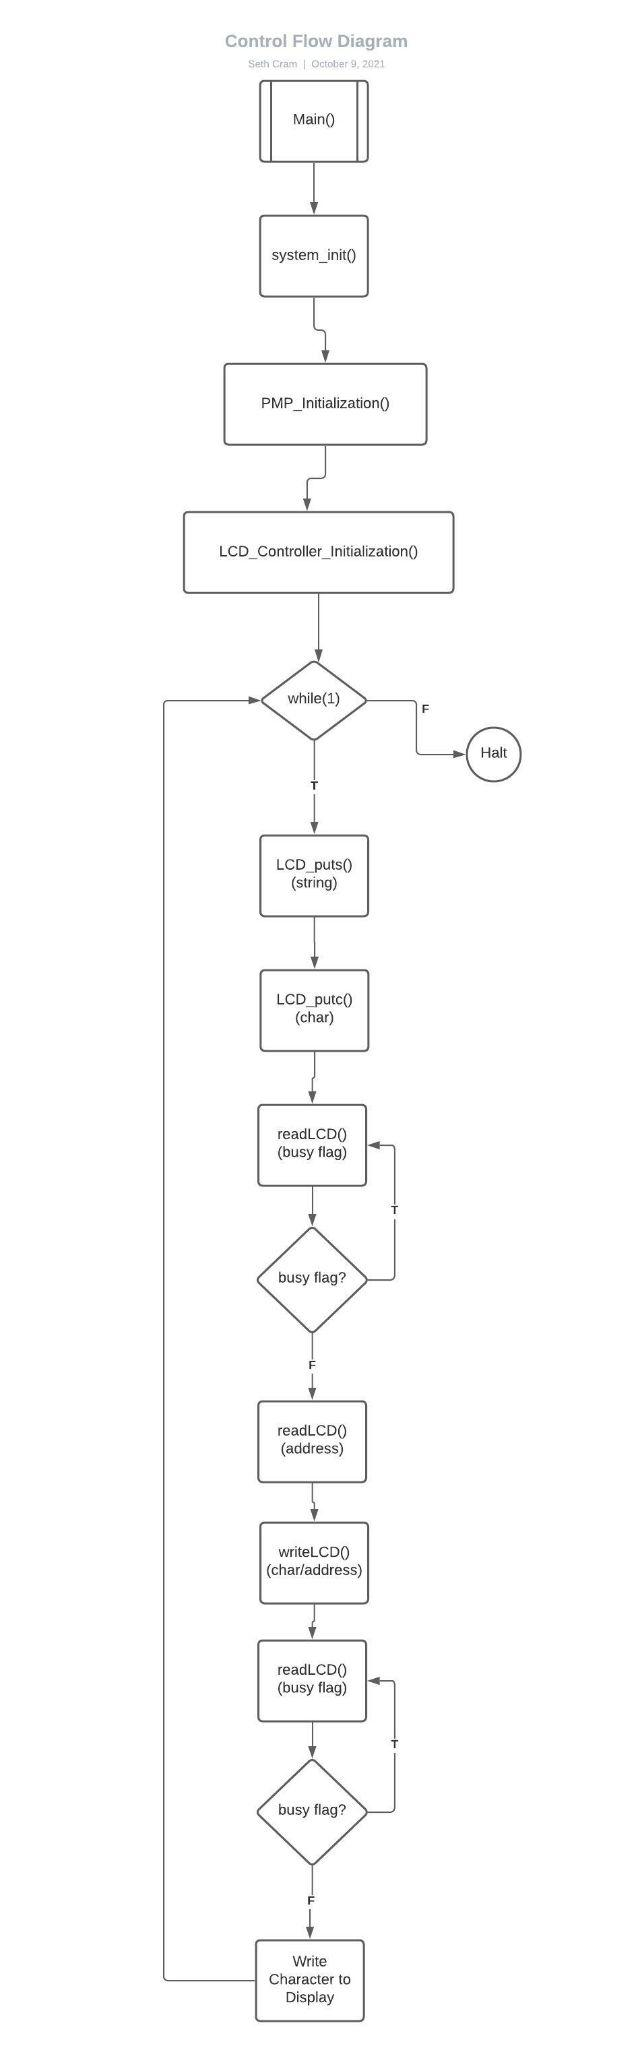 Control Flow Diagram
Seth Cram | October 9, 2021
Main()
system_init()
PMP_Initialization()
LCD_Controller_Initialization()
while(1)
F
Halt
T
LCD_puts()
(string)
LCD_putc()
(char)
readLCD()
(busy flag)
T
busy flag?
F
readLCD()
(address)
writeLCD()
(char/address)
readLCD()
(busy flag)
T
busy flag?
F
Write
Character to
Display